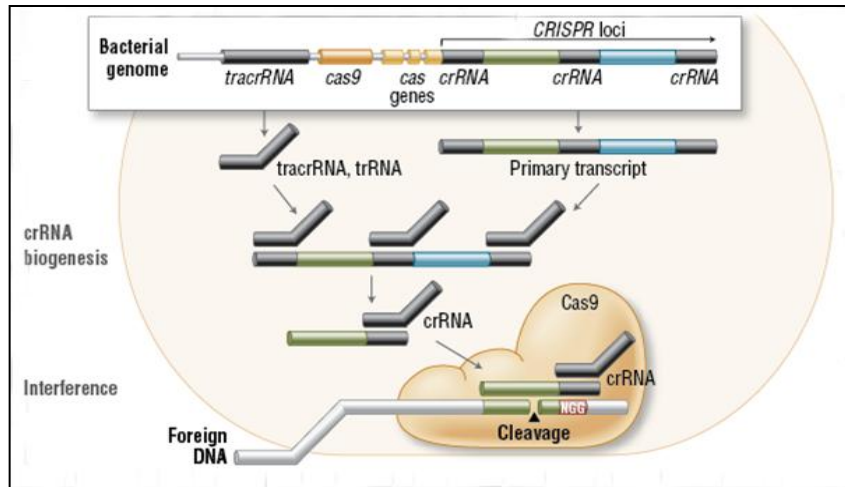 CRISPR loci
Bacterial
genome
tracrRNA cas9 cas crRNA crRNA crRNA
genes
tracrRNA, trRNA Primary transcript
crRNA
biogenesis
Cas9
crRNA
crRNA
Interference
NGG
Cleavage
Foreign
DNA